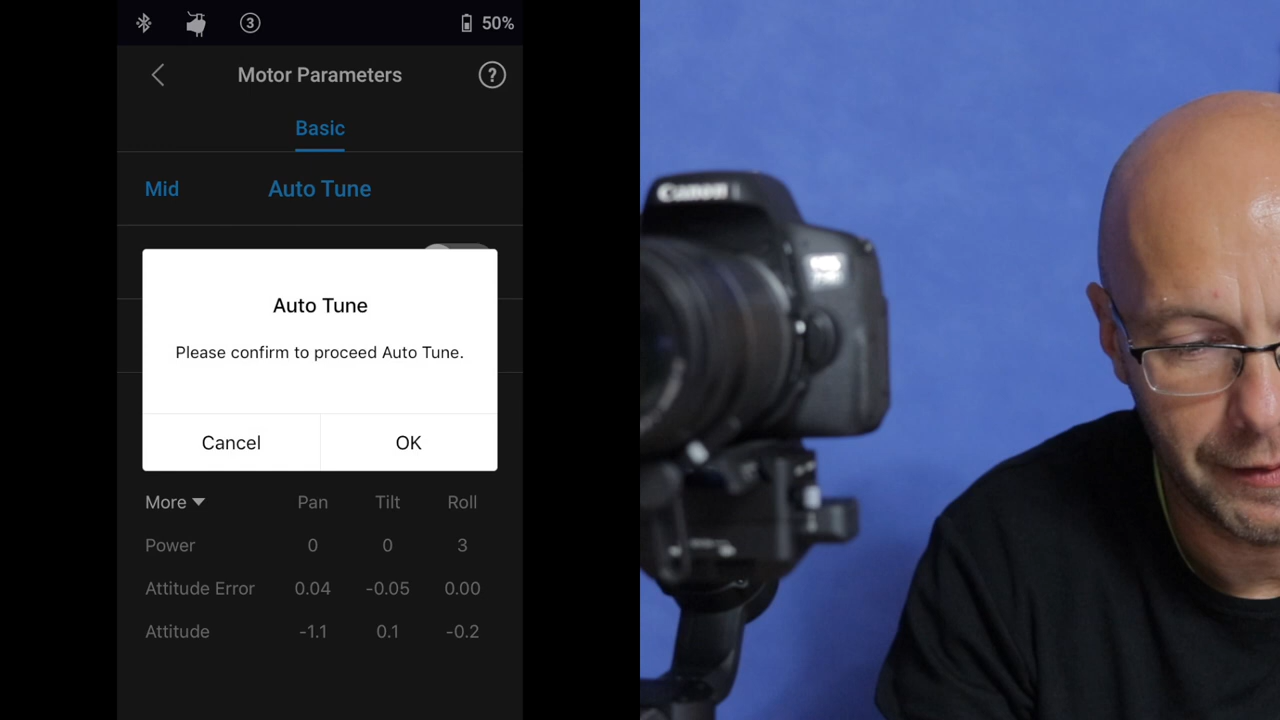 3
50%
Motor Parameters
?
Basic
Mid Auto Tune
Auto Tune
Please confirm to proceed Auto Tune.
Cancel OK
More Pan Tilt Roll
Power 0 0 3
Attitude Error 0.04 -0.05 0.00
Attitude -1.1 0.1 -0.2
Canon